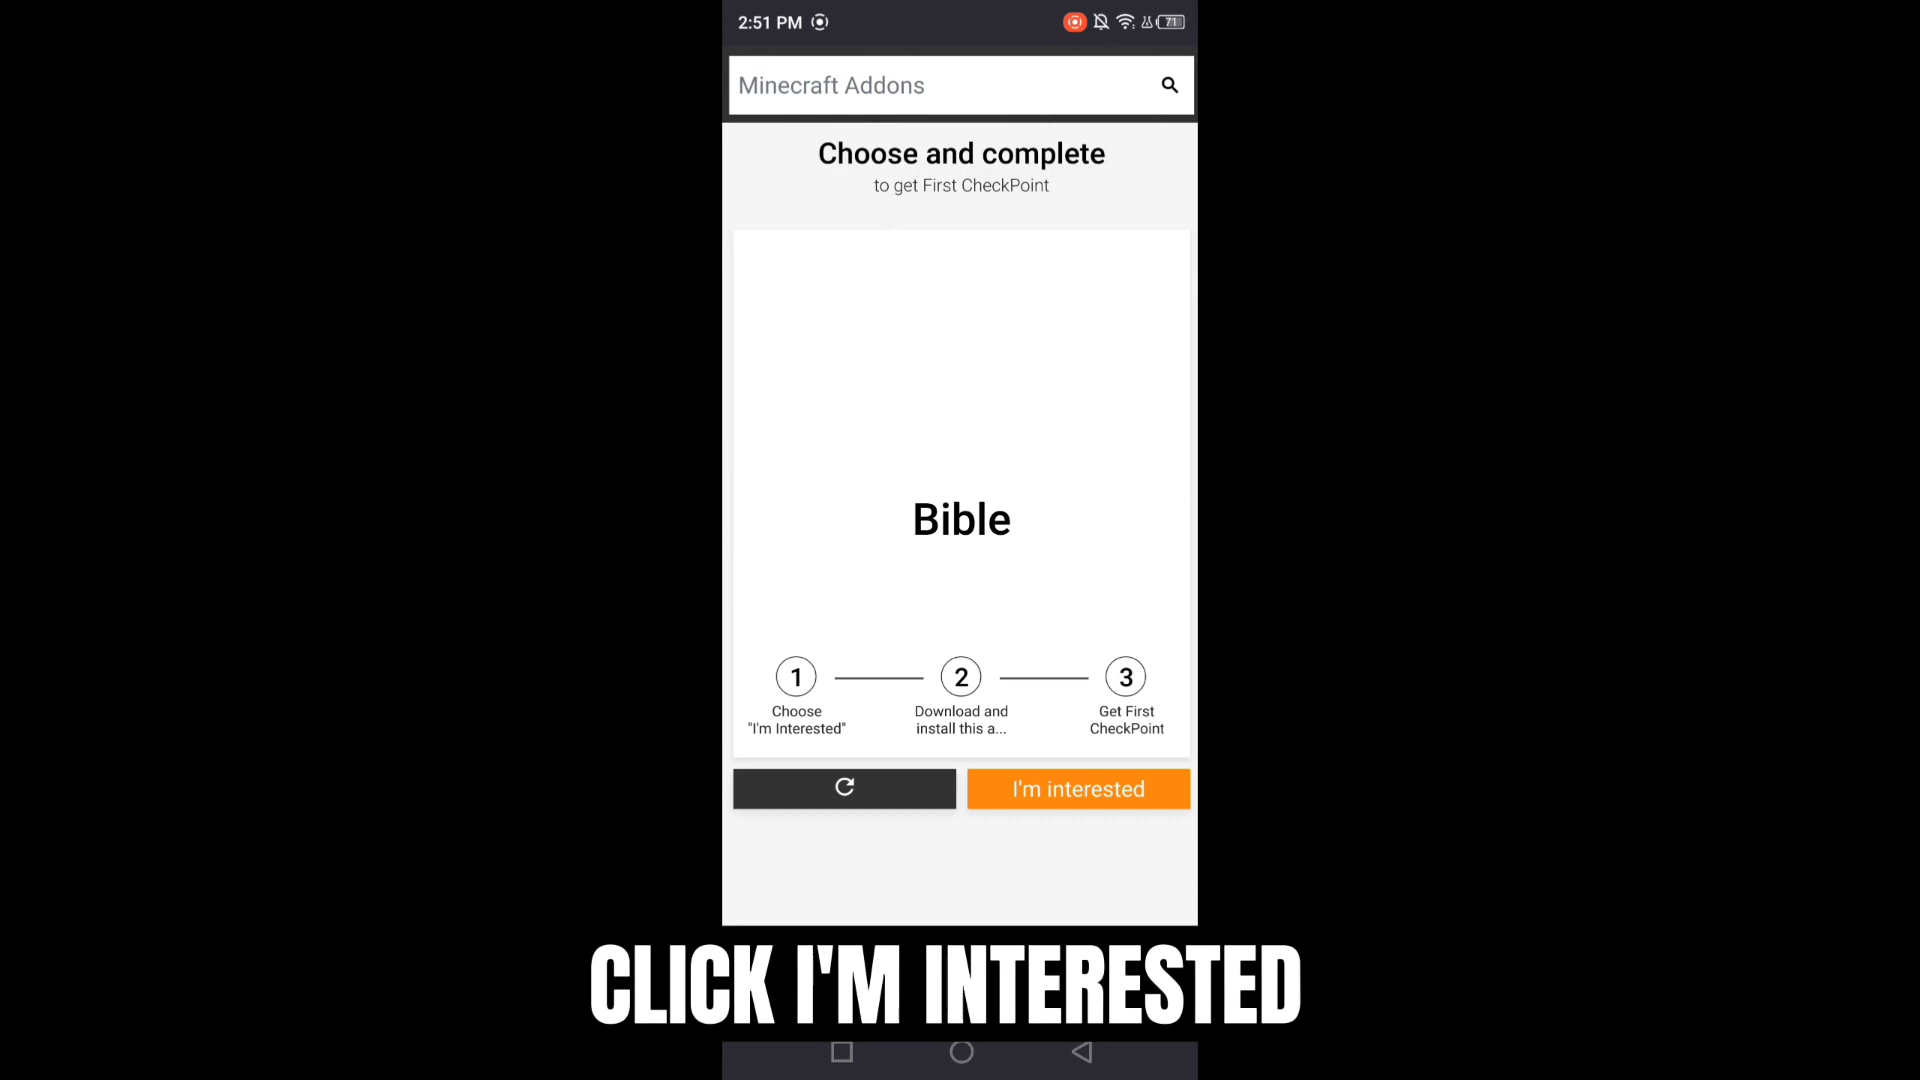 2:51 PM
71
Minecraft Addons
Choose and complete
to get First CheckPoint
Bible
1
2
3
Choose
"I'm Interested"
Download and
install this a...
Get First
CheckPoint
I'm interested
CLICK I'M INTERESTED